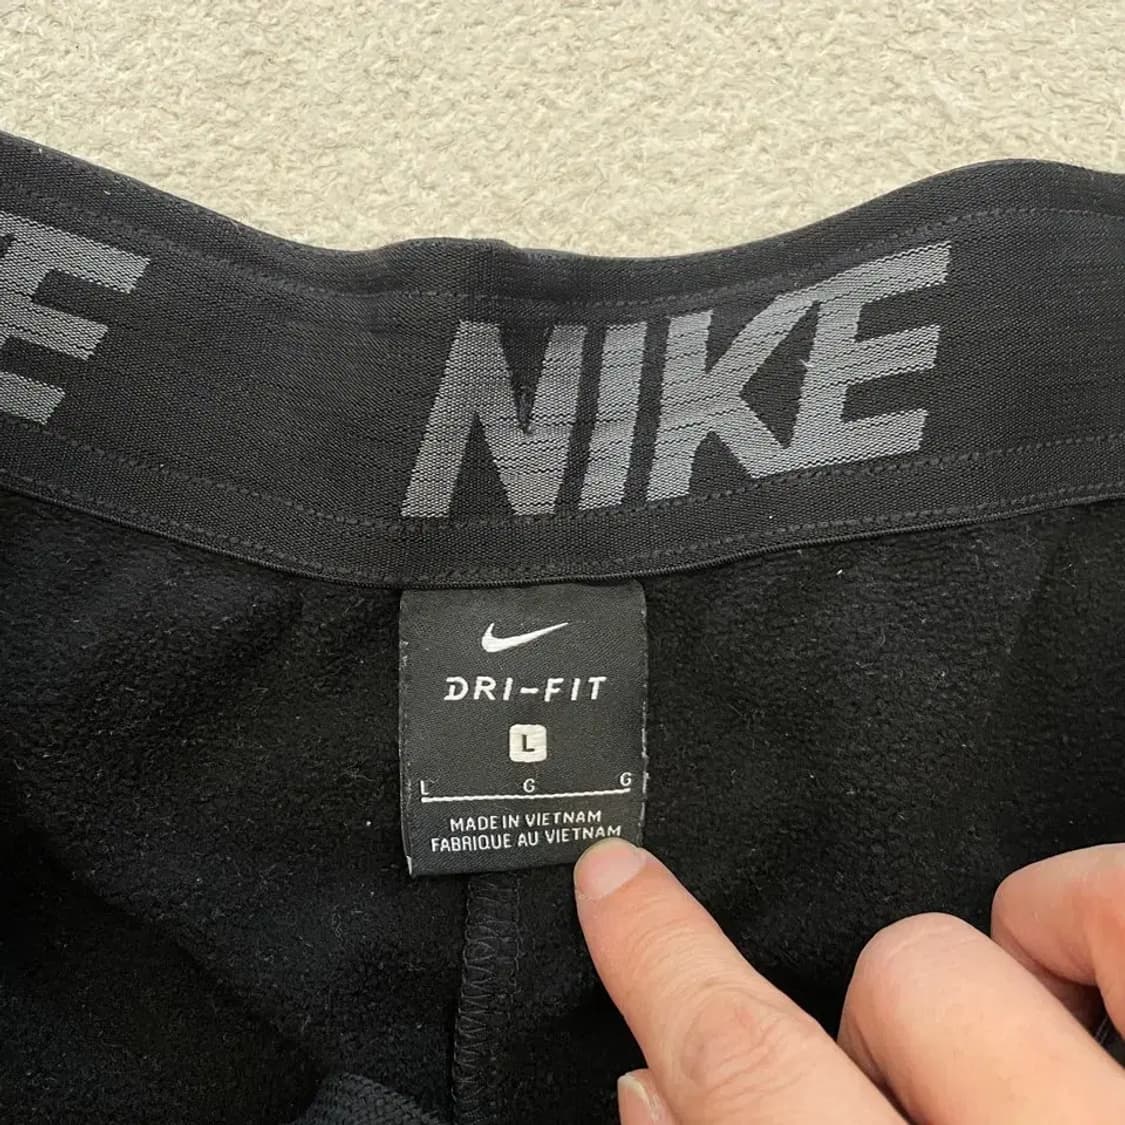 E
NIKE
DRI-FIT
L
L G G
MADE IN VIETNAM
FABRIQUE AU VIETNAM